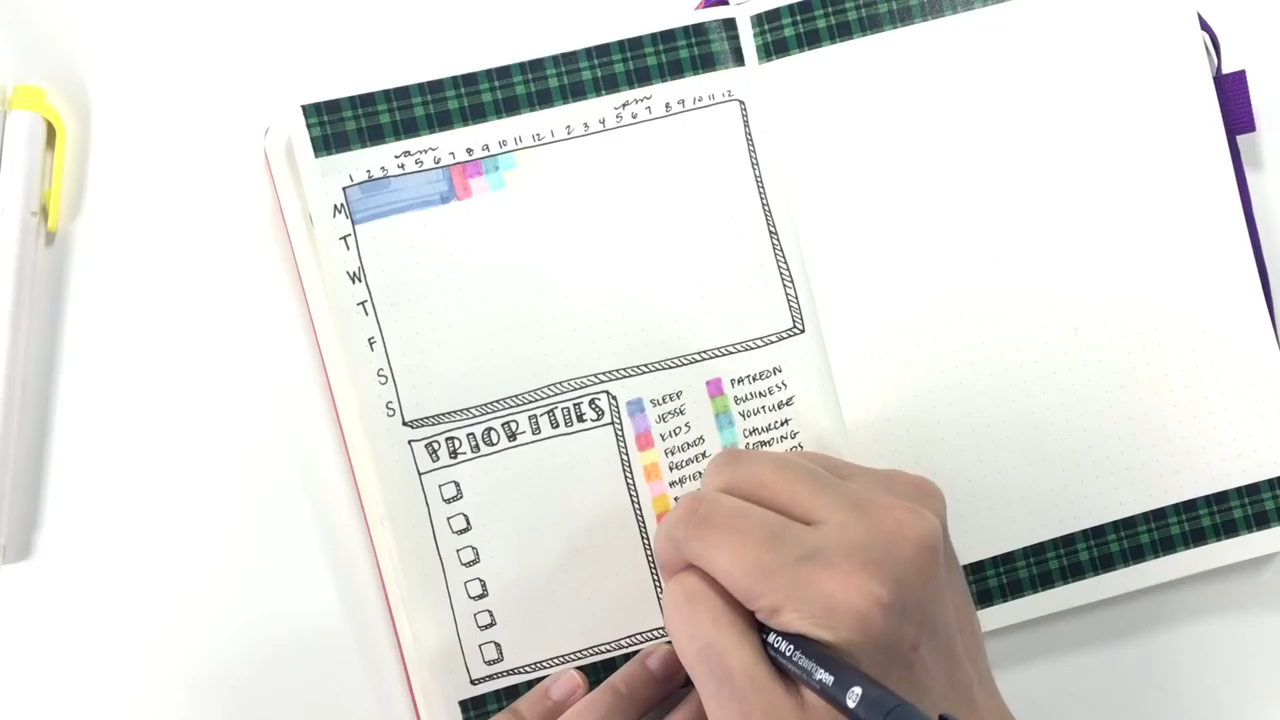 pm
am
1 2 3 4 5 6 7 8 9 10 11 12 1 2 3 4 5 6 7 8 9 10 11 12
M
T
W
T
F
S
S
PRIORITIES
SLEEP
JESSE
KIDS
FRIENDS
RECOVER
PATREON
BUSINESS
YOUTUBE
CHURCH
READING
MONO drawing pen
03